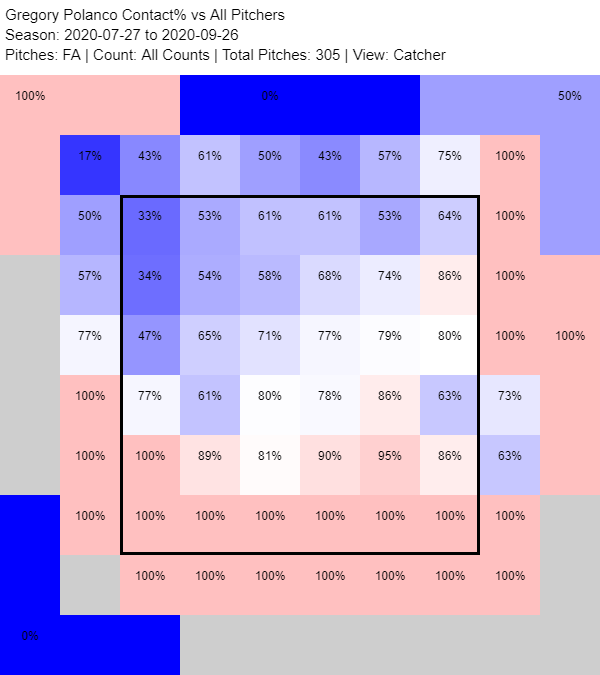 Gregory Polanco Contact% vs All Pitchers
Season: 2020-07-27 to 2020-09-26
Pitches: FA | Count: All Counts | Total Pitches: 305 | View: Catcher
100% 0% 50%
17% 43% 61% 50% 43% 57% 75% 100%
50% 33% 53% 61% 61% 53% 64% 100%
57% 34% 54% 58% 68% 74% 86% 100%
77% 47% 65% 71% 77% 79% 80% 100% 100%
100% 77% 61% 80% 78% 86% 63% 73%
100% 100% 89% 81% 90% 95% 86% 63%
100% 100% 100% 100% 100% 100% 100% 100%
100% 100% 100% 100% 100% 100% 100%
0%